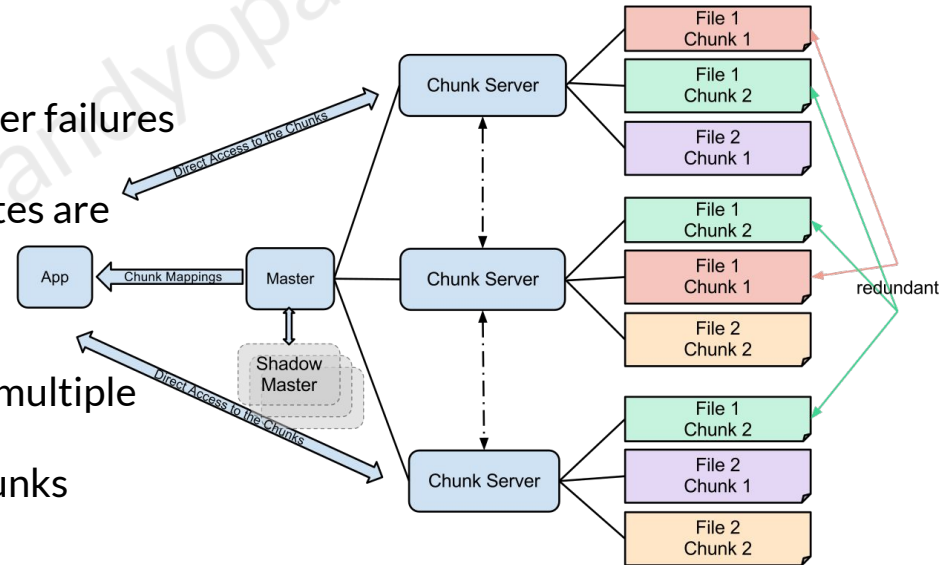 er failures
tes are
multiple
unks
App
Chunk Mappings
Master
Shadow
Master
Direct Access to the Chunks
Direct Access to the Chunks
Chunk Server
File 1
Chunk 1
File 1
Chunk 2
File 2
Chunk 1
Chunk Server
File 1
Chunk 2
File 1
Chunk 1
File 2
Chunk 2
redundant
Chunk Server
File 1
Chunk 2
File 2
Chunk 1
File 2
Chunk 2